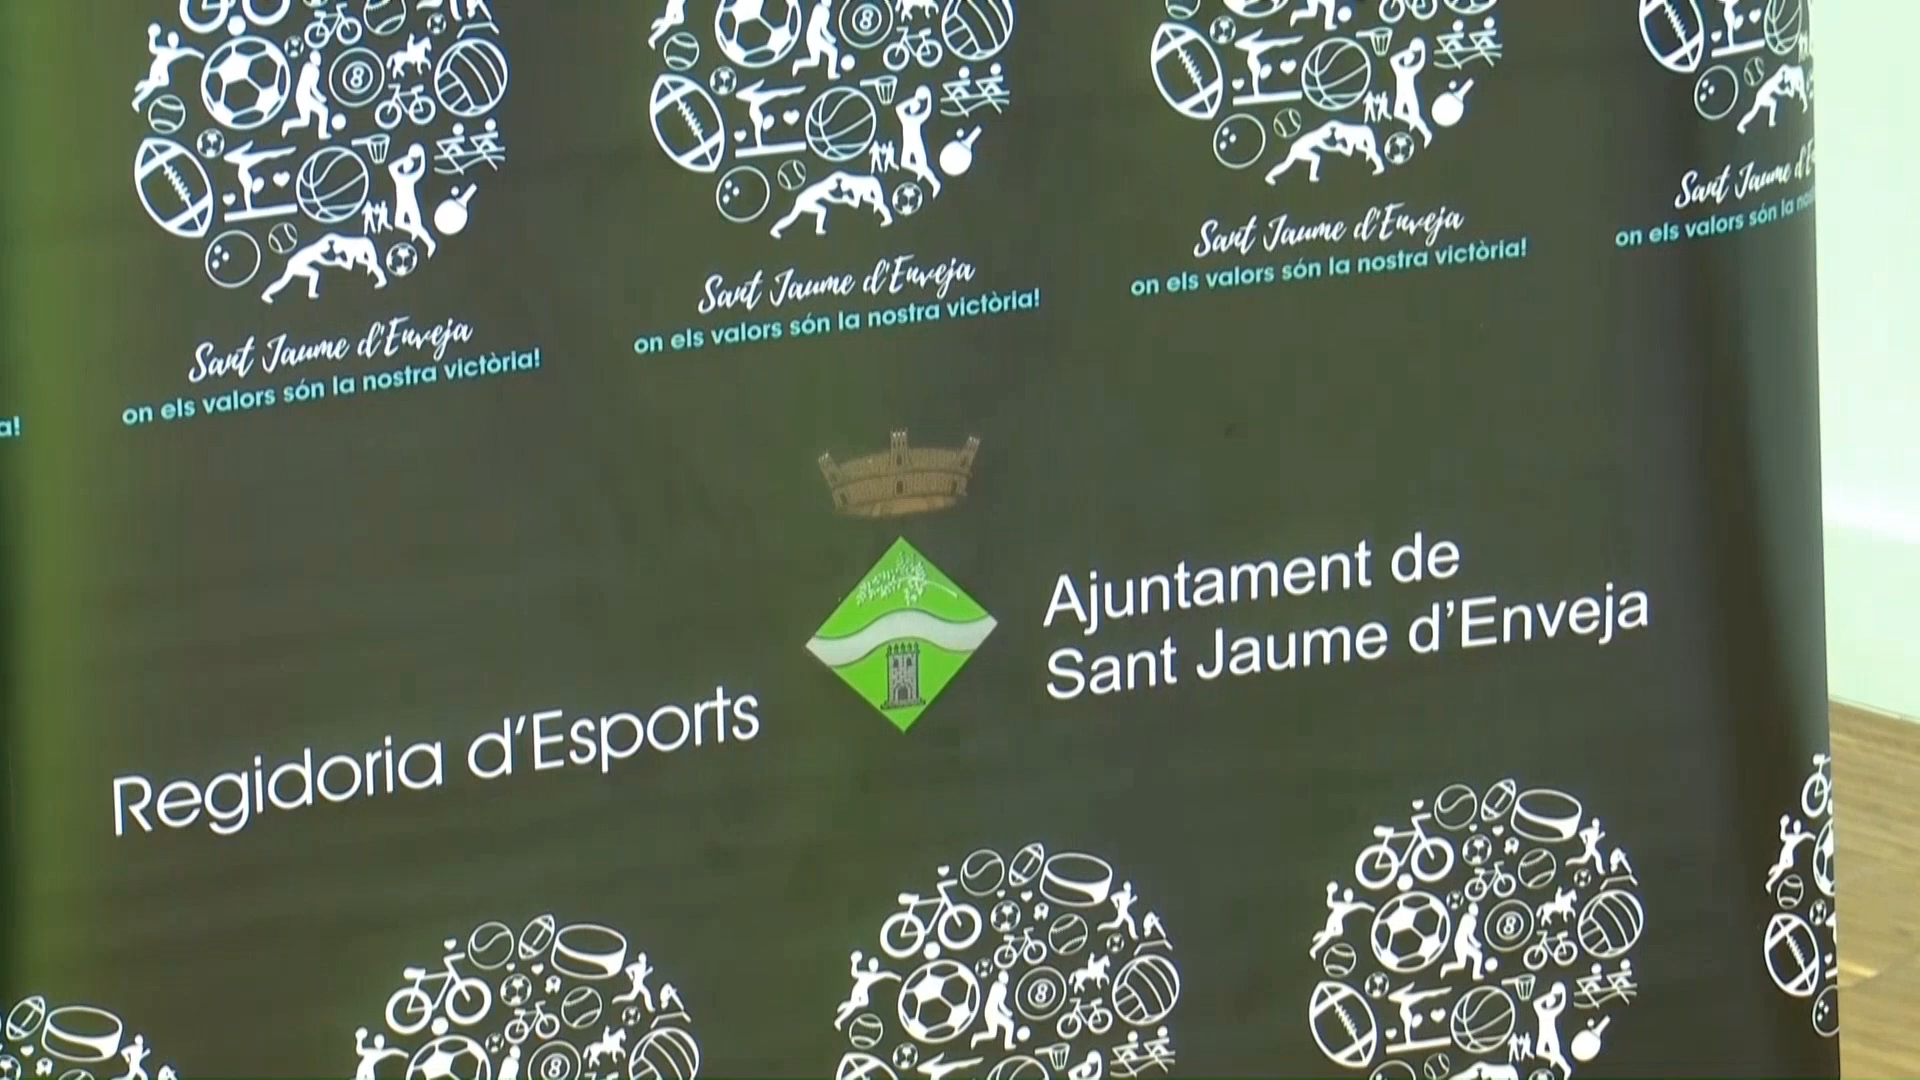 Sant Jaume d'Enveja
on els valors són la nostra victòria!
Sant Jaume d'Enveja
on els valors són la nostra victòria!
Sant Jaume d'Enveja
on els valors són la nostra victòria!
Sant Jaume d'E
on els valors són la nos
a!
Regidoria d'Esports
Ajuntament de
Sant Jaume d'Enveja